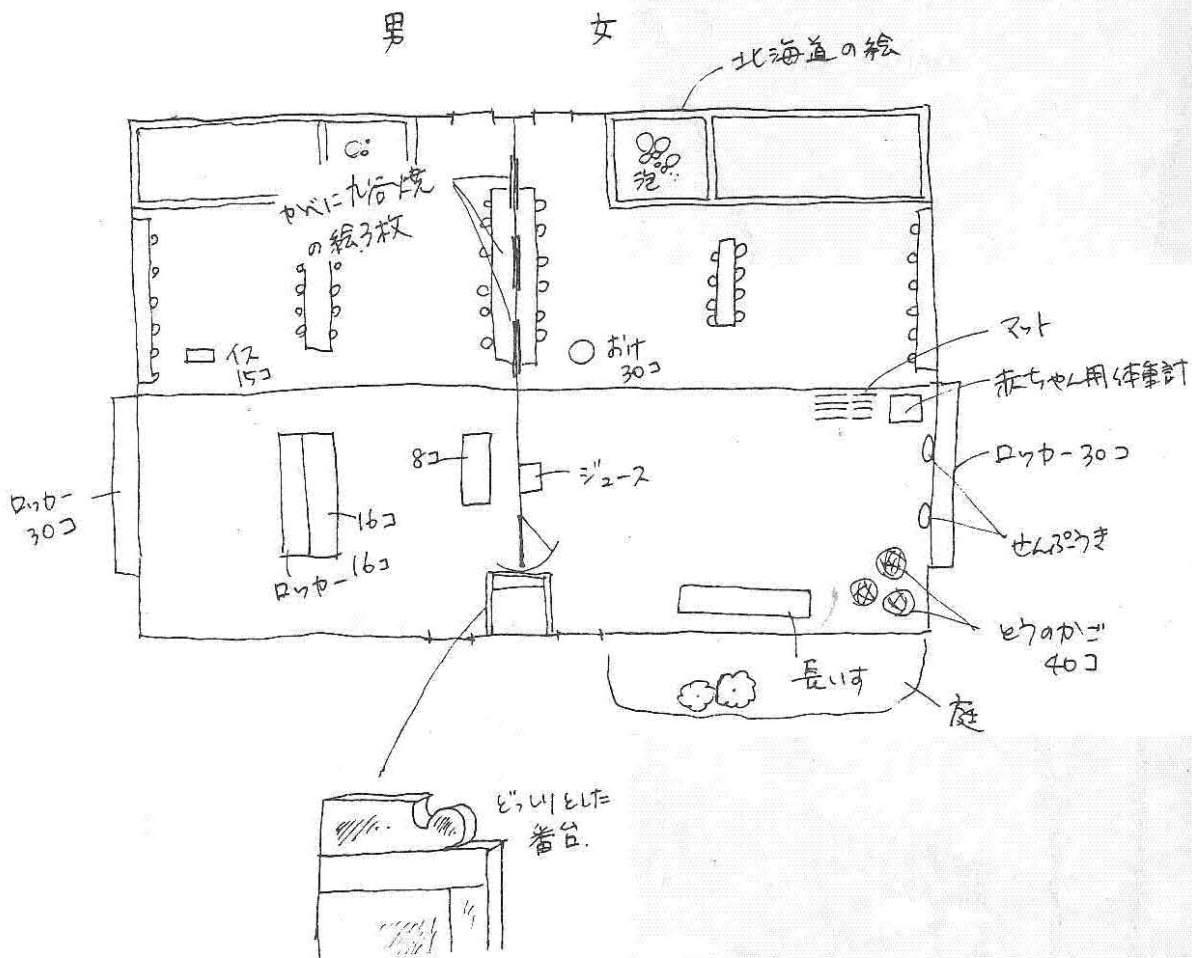 男
女
北海道の絵
泡
かべに九谷焼
の絵3枚
イス
15コ
おけ
30コ
マット
赤ちゃん用体重計
ロッカー30コ
ロッカー
30コ
8コ
ジュース
16コ
ロッカー16コ
せんぷうき
とうのかご
40コ
長いす
庭
どっしりとした
番台.